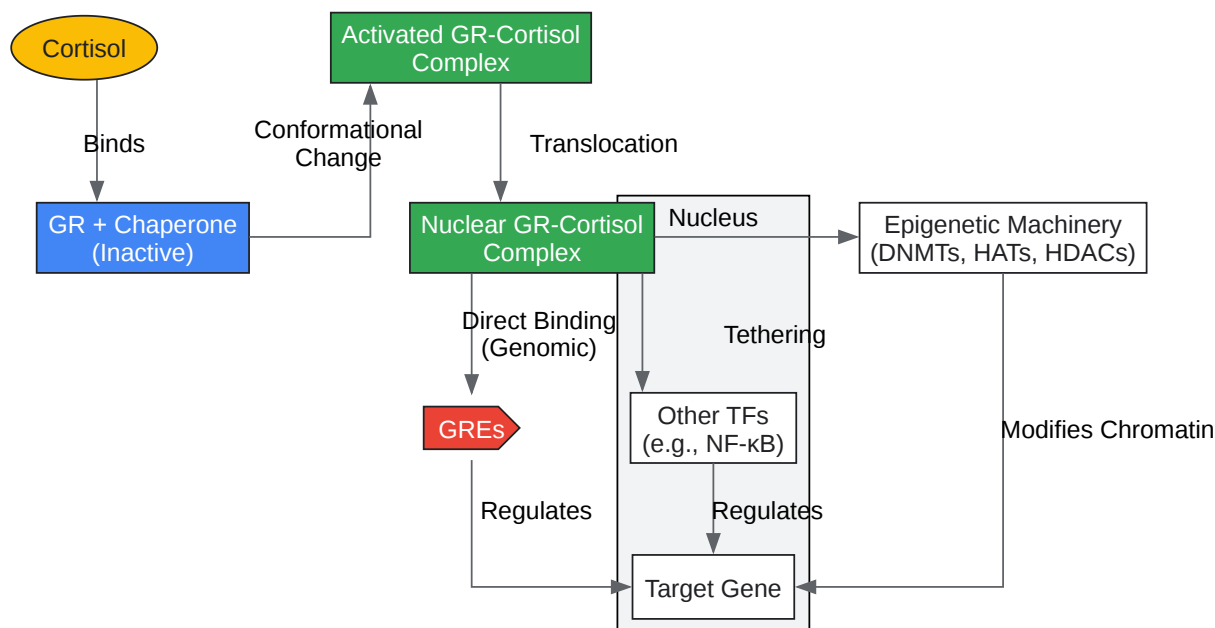 Cortisol
Activated GR-Cortisol
Complex
Binds
Conformational
Change
Translocation
GR + Chaperone
(Inactive)
Nuclear GR-Cortisol
Complex
Nucleus
Epigenetic Machinery
(DNMTs, HATs, HDACs)
Direct Binding
(Genomic)
Tethering
GREs
Other TFs
(e.g., NF-κB)
Modifies Chromatin
Regulates
Regulates
Target Gene